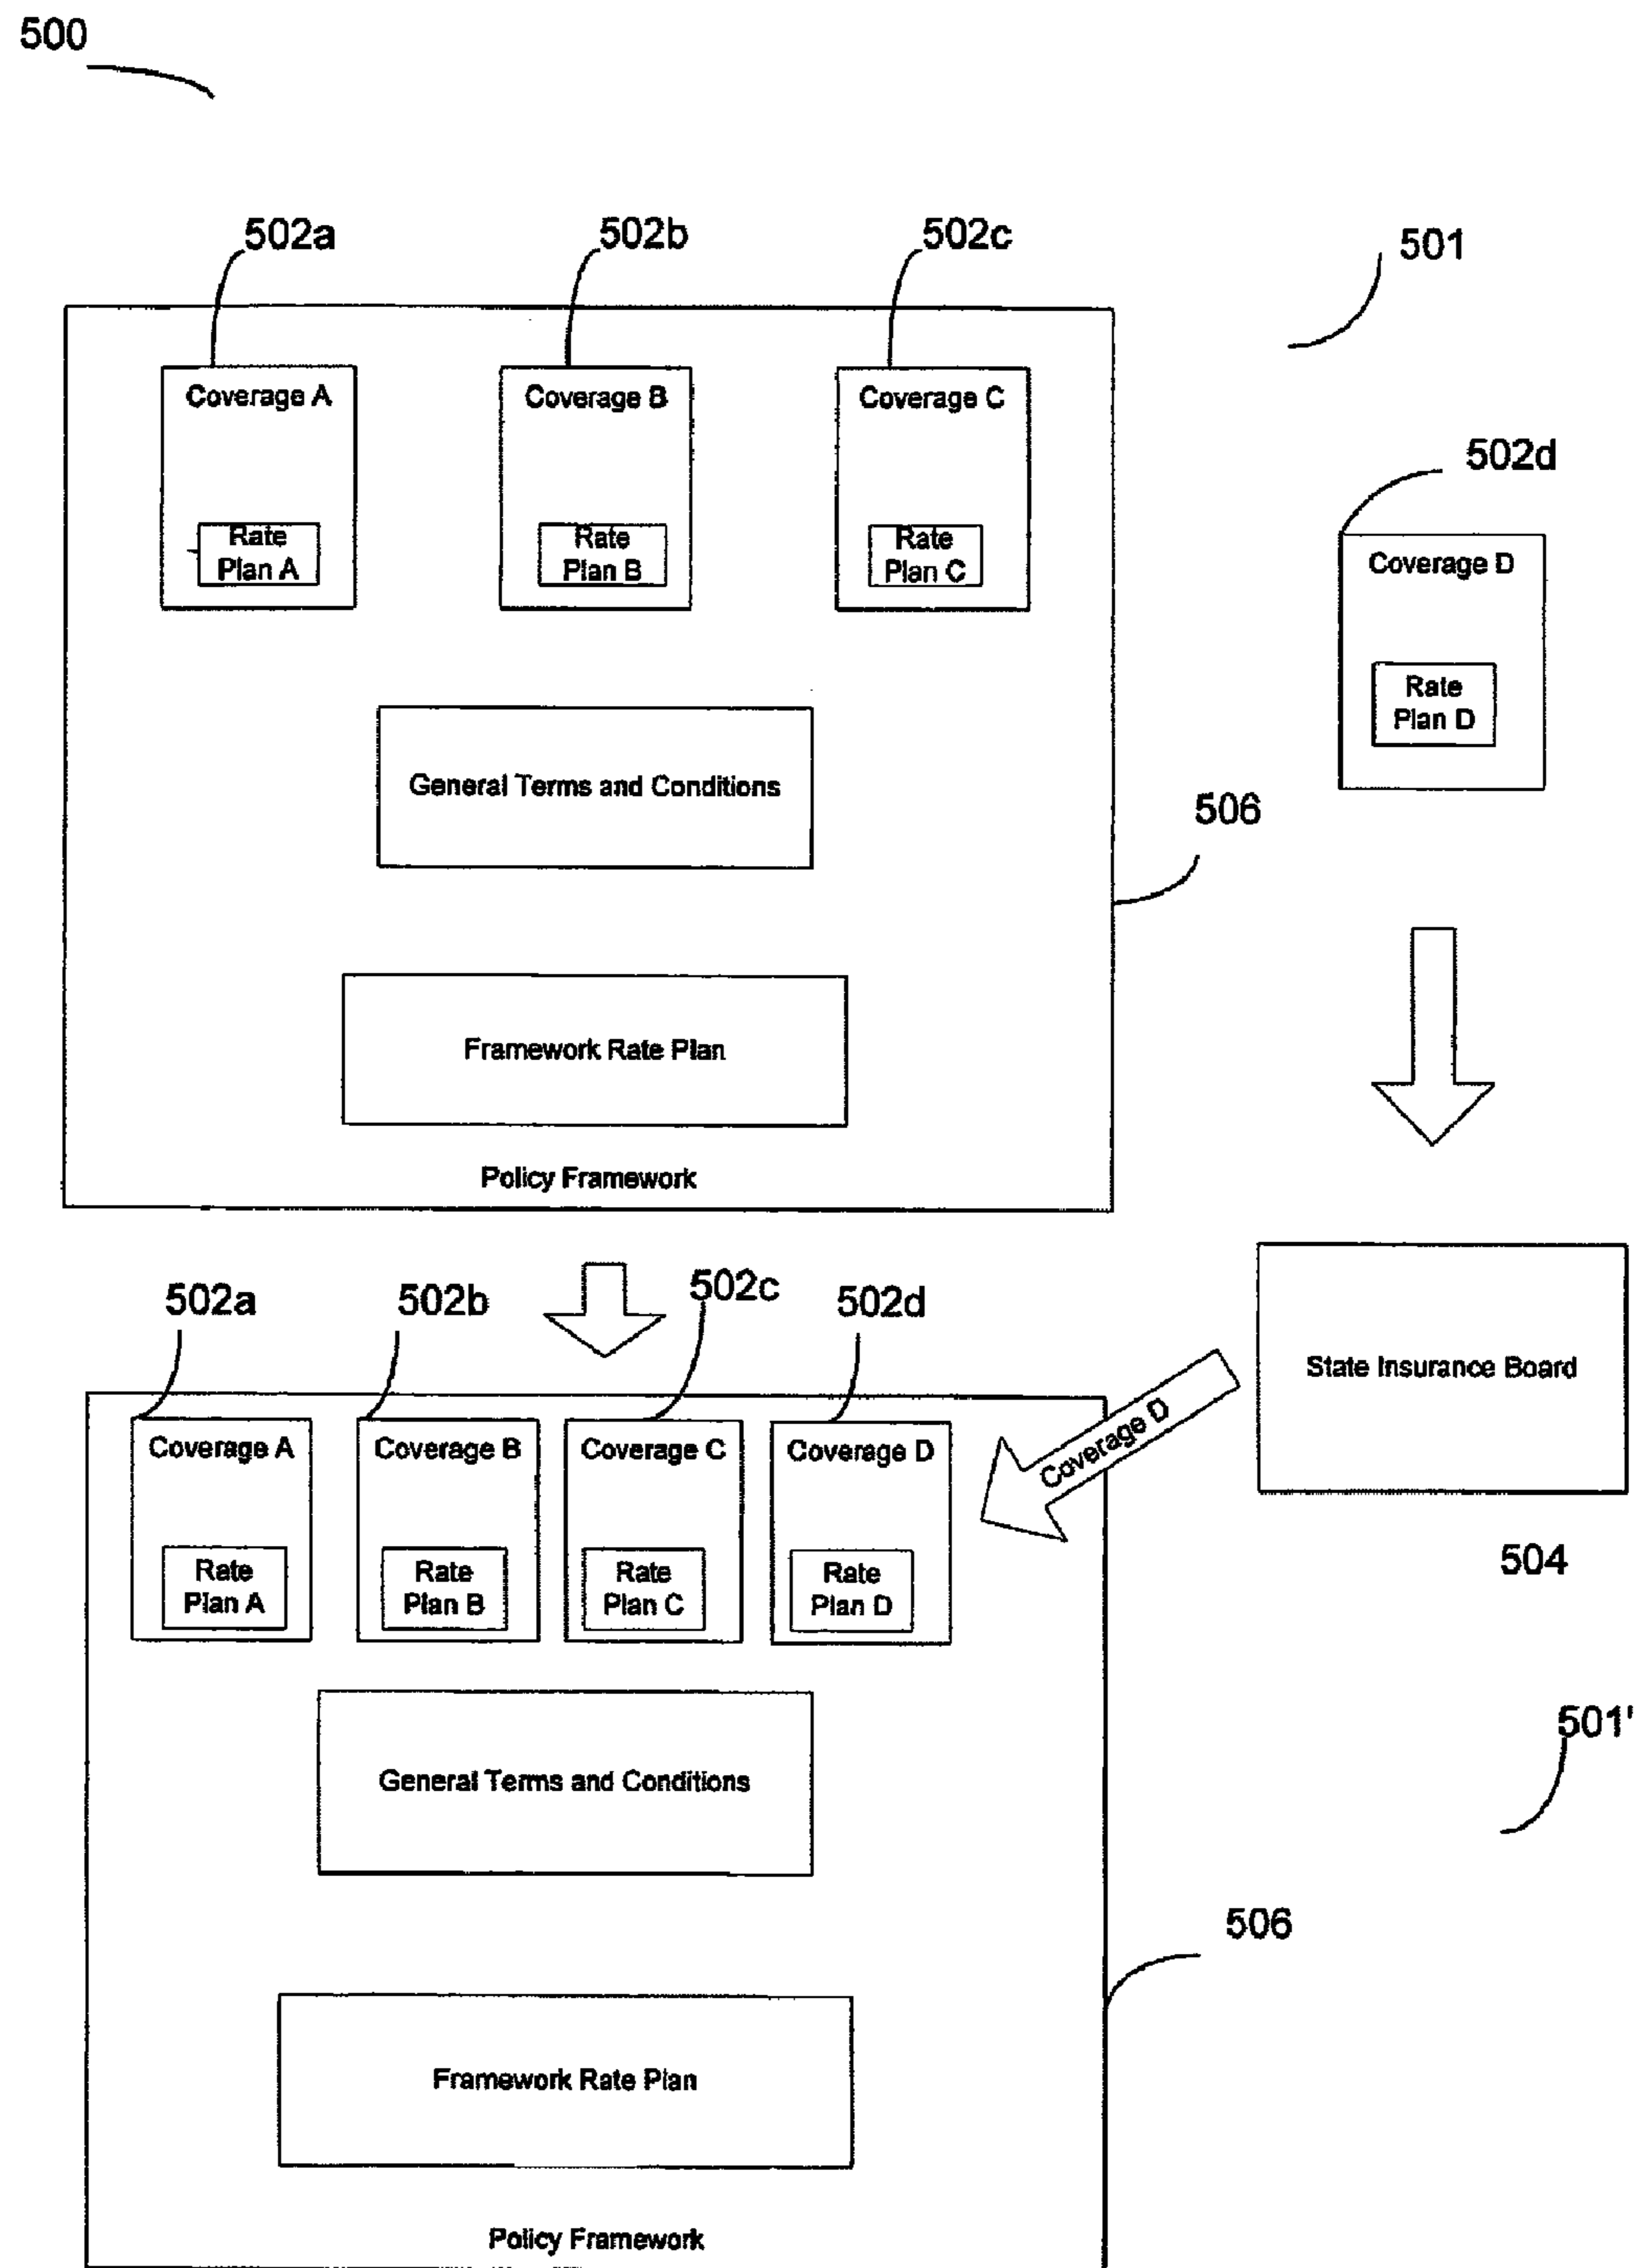 500
502a
502b
502c
501
Coverage A
Coverage B
Coverage C
502d
Coverage D
Rate
Plan A
Rate
Plan B
Rate
Plan C
Rate
Plan D
General Terms and Conditions
506
Framework Rate Plan
Policy Framework
502a
502b
502c
502d
State Insurance Board
Coverage D
Coverage A
Coverage B
Coverage C
Coverage D
504
Rate
Plan A
Rate
Plan B
Rate
Plan C
Rate
Plan D
501'
General Terms and Conditions
506
Framework Rate Plan
Policy Framework